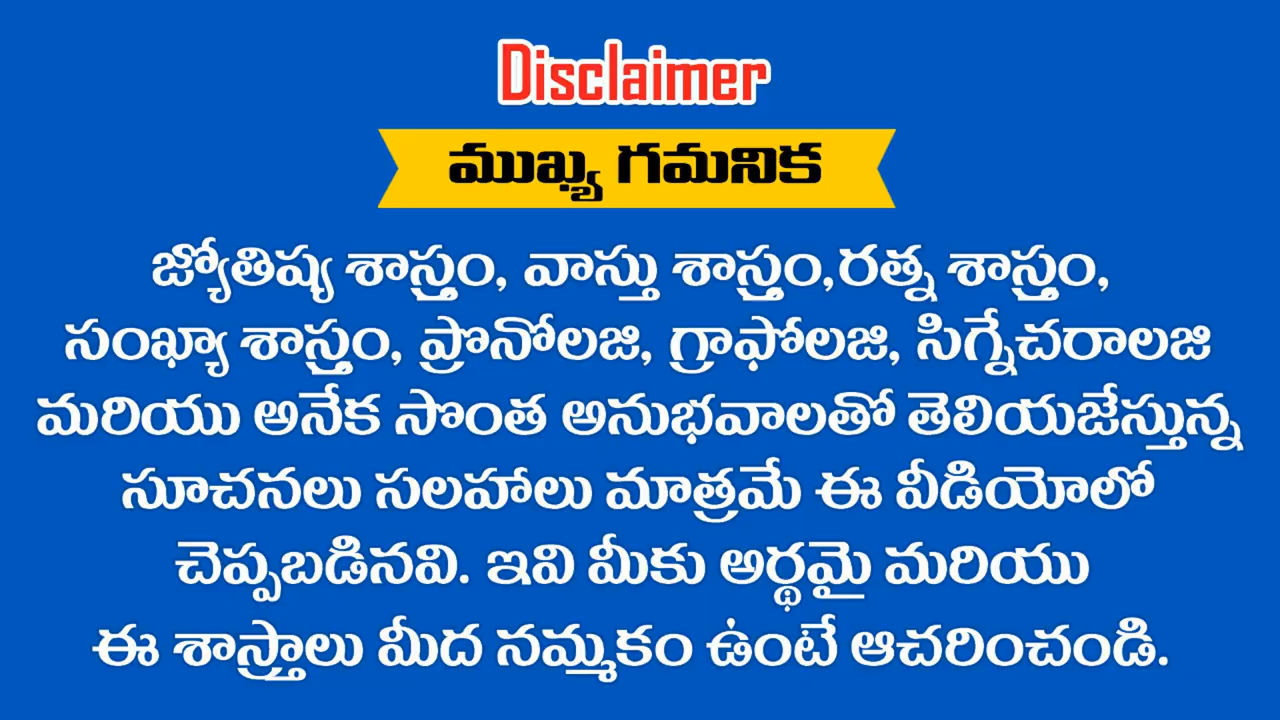 Disclaimer
ముఖ్య గమనిక
జ్యోతిష్య శాస్త్రం, వాస్తు శాస్త్రం,రత్న శాస్త్రం,
సంఖ్యా శాస్త్రం, ప్రొనోలజి, గ్రాఫోలజి, సిగ్నేచరాలజి
మరియు అనేక సొంత అనుభవాలతో తెలియజేస్తున్న
సూచనలు సలహాలు మాత్రమే ఈ వీడియోలో
చెప్పబడినవి. ఇవి మీకు అర్థమై మరియు
ఈ శాస్త్రాలు మీద నమ్మకం ఉంటే ఆచరించండి.